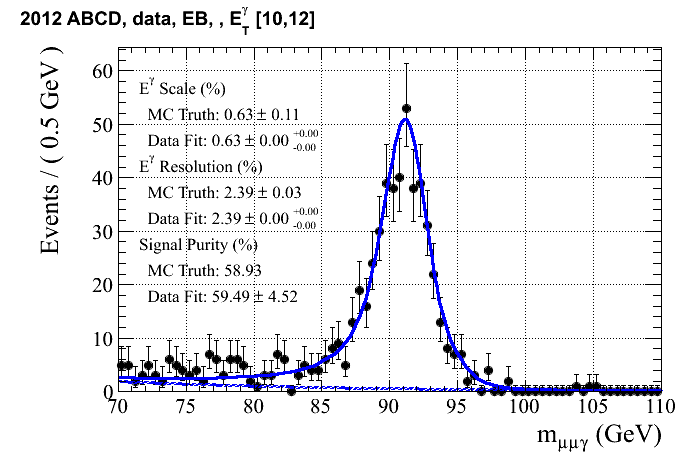 2012 ABCD, data, EB, , E_T^γ [10,12]
Events / ( 0.5 GeV )
60
50
40
30
20
10
0
E^γ Scale (%)
MC Truth: 0.63 ± 0.11
Data Fit: 0.63 ± 0.00 +0.00 -0.00
E^γ Resolution (%)
MC Truth: 2.39 ± 0.03
Data Fit: 2.39 ± 0.00 +0.00 -0.00
Signal Purity (%)
MC Truth: 58.93
Data Fit: 59.49 ± 4.52
70 75 80 85 90 95 100 105 110
m_μμγ (GeV)